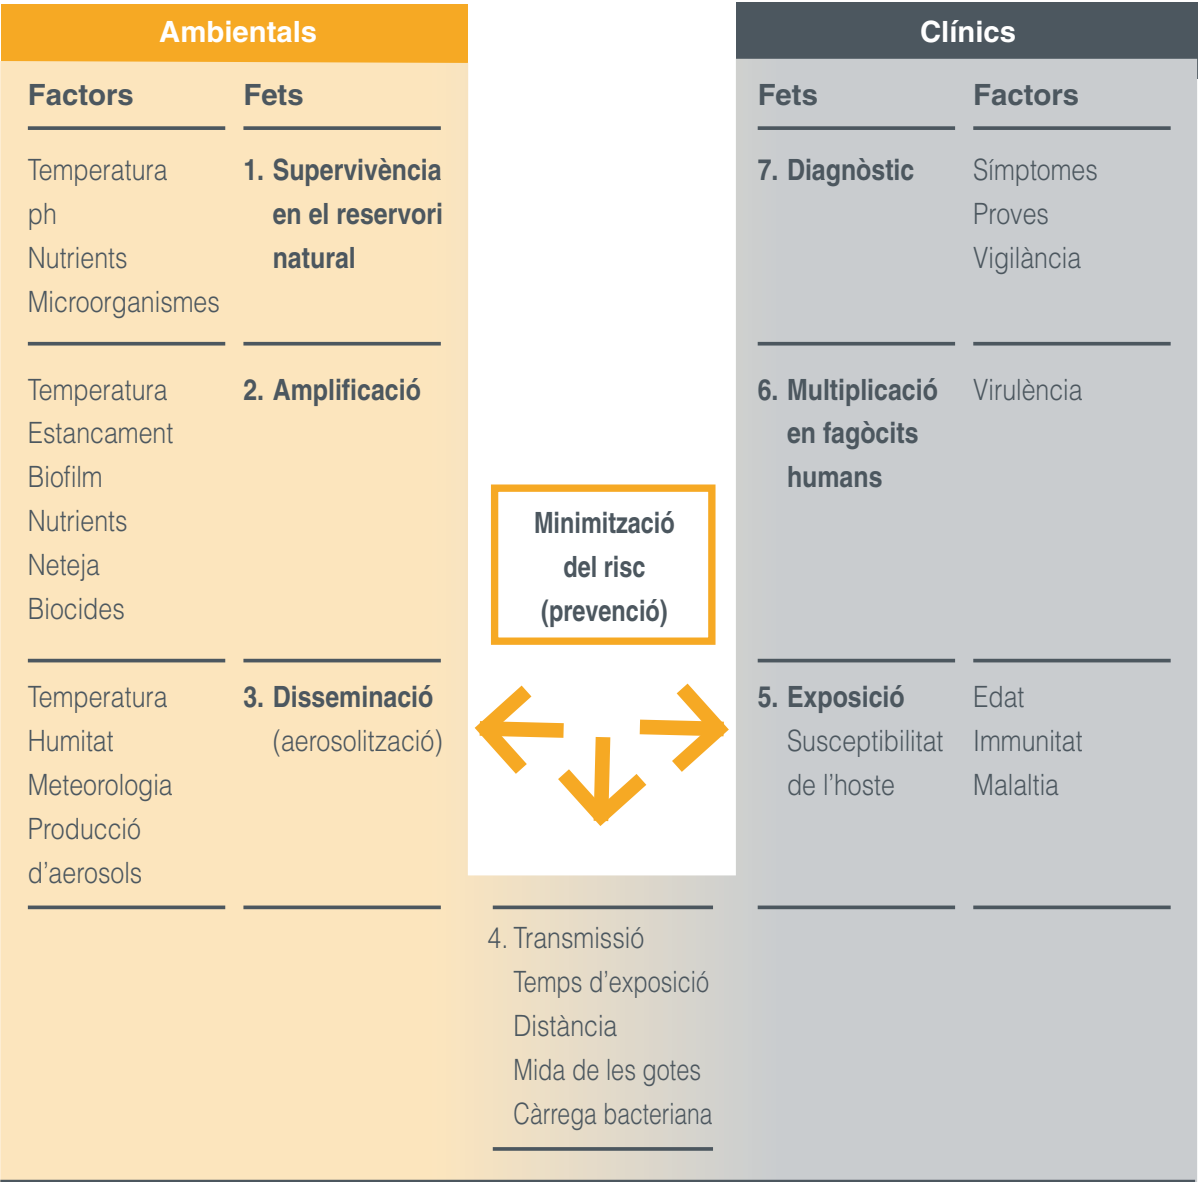 Ambientals
Factors
Fets
Temperatura
ph
Nutrients
Microorganismes
1. Supervivència
en el reservori
natural
Temperatura
Estancament
Biofilm
Nutrients
Neteja
Biocides
2. Amplificació
Temperatura
Humitat
Meteorologia
Producció
d’aerosols
3. Disseminació
(aerosolització)
Minimització
del risc
(prevenció)
4. Transmissió
Temps d’exposició
Distància
Mida de les gotes
Càrrega bacteriana
Clínics
Fets
Factors
7. Diagnòstic
Símptomes
Proves
Vigilància
6. Multiplicació
en fagòcits
humans
Virulència
5. Exposició
Susceptibilitat
de l’hoste
Edat
Immunitat
Malaltia